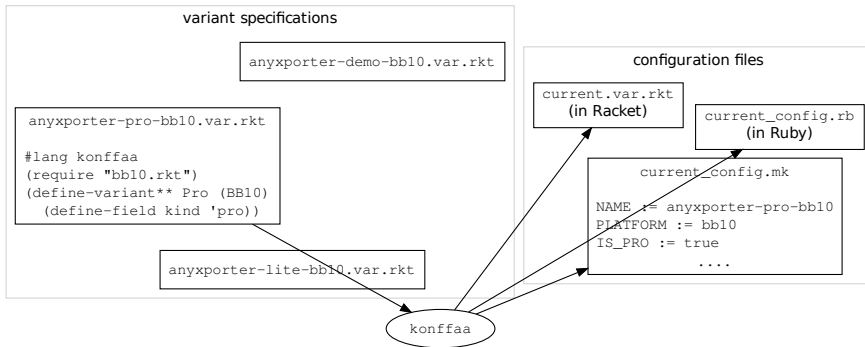 variant specifications
anyxporter-demo-bb10.var.rkt
anyxporter-pro-bb10.var.rkt
#lang konffaa
(require "bb10.rkt")
(define-variant** Pro (BB10)
(define-field kind 'pro))
anyxporter-lite-bb10.var.rkt
konffaa
configuration files
current.var.rkt
(in Racket)
current_config.rb
(in Ruby)
current_config.mk
NAME := anyxporter-pro-bb10
PLATFORM := bb10
IS_PRO := true
....